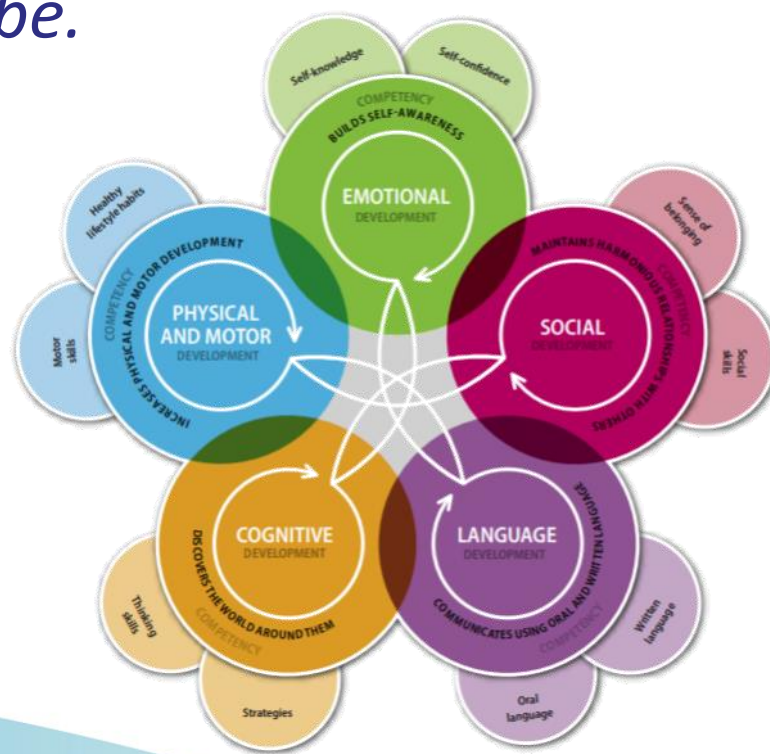 be.
Self-knowledge
Self-confidence
COMPETENCY
BUILDS SELF-AWARENESS
EMOTIONAL
DEVELOPMENT
Healthy
lifestyle habits
Motor
skills
COMPETENCY
INCREASES PHYSICAL AND MOTOR DEVELOPMENT
PHYSICAL
AND MOTOR
DEVELOPMENT
Sense of
belonging
Social
skills
COMPETENCY
MAINTAINS HARMONIOUS RELATIONSHIPS WITH OTHERS
SOCIAL
DEVELOPMENT
COGNITIVE
DEVELOPMENT
DISCOVERS THE WORLD AROUND THEM
COMPETENCY
Thinking
skills
Strategies
LANGUAGE
DEVELOPMENT
COMMUNICATES USING ORAL AND WRITTEN LANGUAGE
COMPETENCY
Written
language
Oral
language